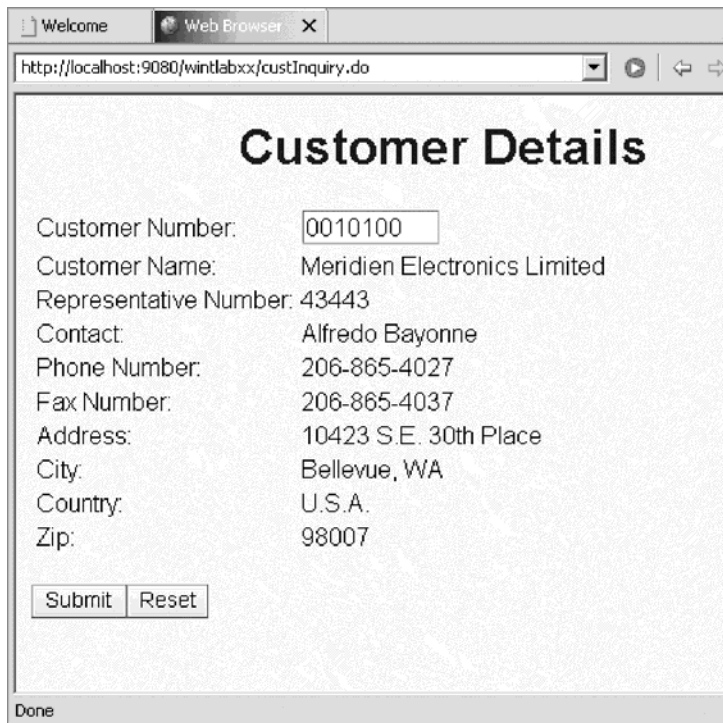 Welcome
Web Browser
http://localhost:9080/wintlabxx/custInquiry.do
Customer Details
Customer Number: 0010100
Customer Name: Meridien Electronics Limited
Representative Number: 43443
Contact: Alfredo Bayonne
Phone Number: 206-865-4027
Fax Number: 206-865-4037
Address: 10423 S.E. 30th Place
City: Bellevue, WA
Country: U.S.A.
Zip: 98007
Submit Reset
Done